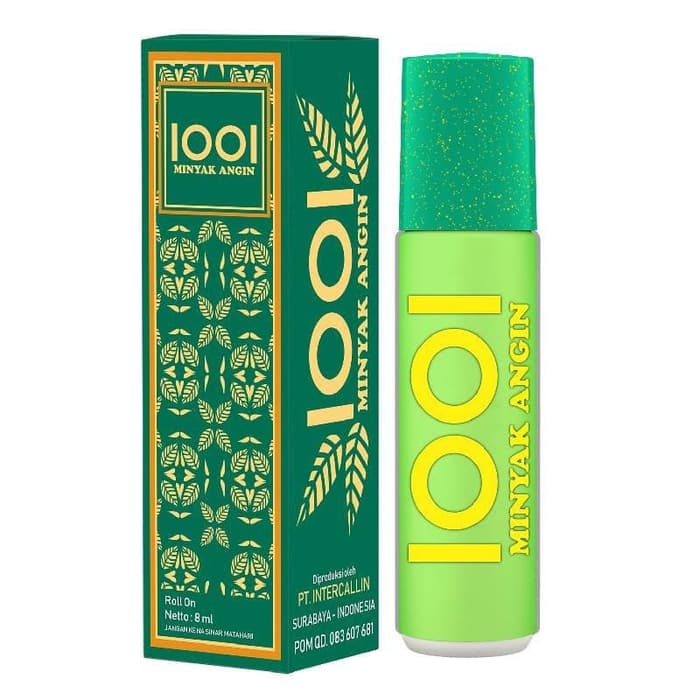 1001
MINYAK ANGIN
Roll On
Netto : 8 ml
JANGAN KENA SINAR MATAHARI
1001
MINYAK ANGIN
Diproduksi oleh
PT. INTERCALLIN
SURABAYA - INDONESIA
POM QD. 083 607 681
1001
MINYAK ANGIN